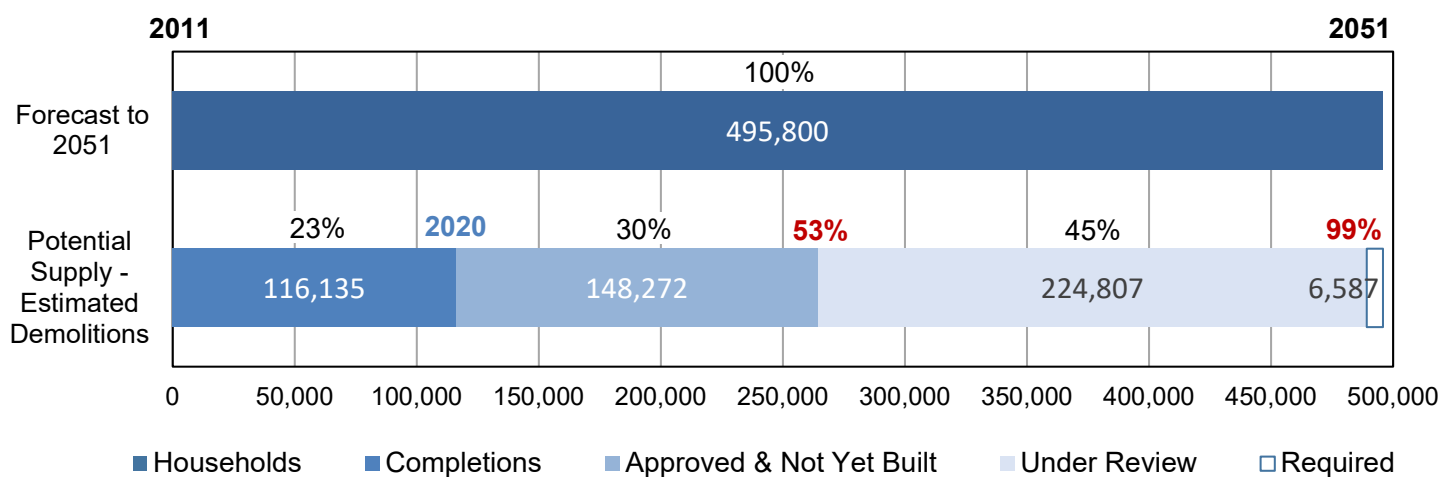 2011 2051
100%
Forecast to
2051
495,800
23% 2020 30% 53% 45% 99%
Potential
Supply -
Estimated
Demolitions
116,135 148,272 224,807 6,587
0 50,000 100,000 150,000 200,000 250,000 300,000 350,000 400,000 450,000 500,000
Households Completions Approved & Not Yet Built Under Review Required